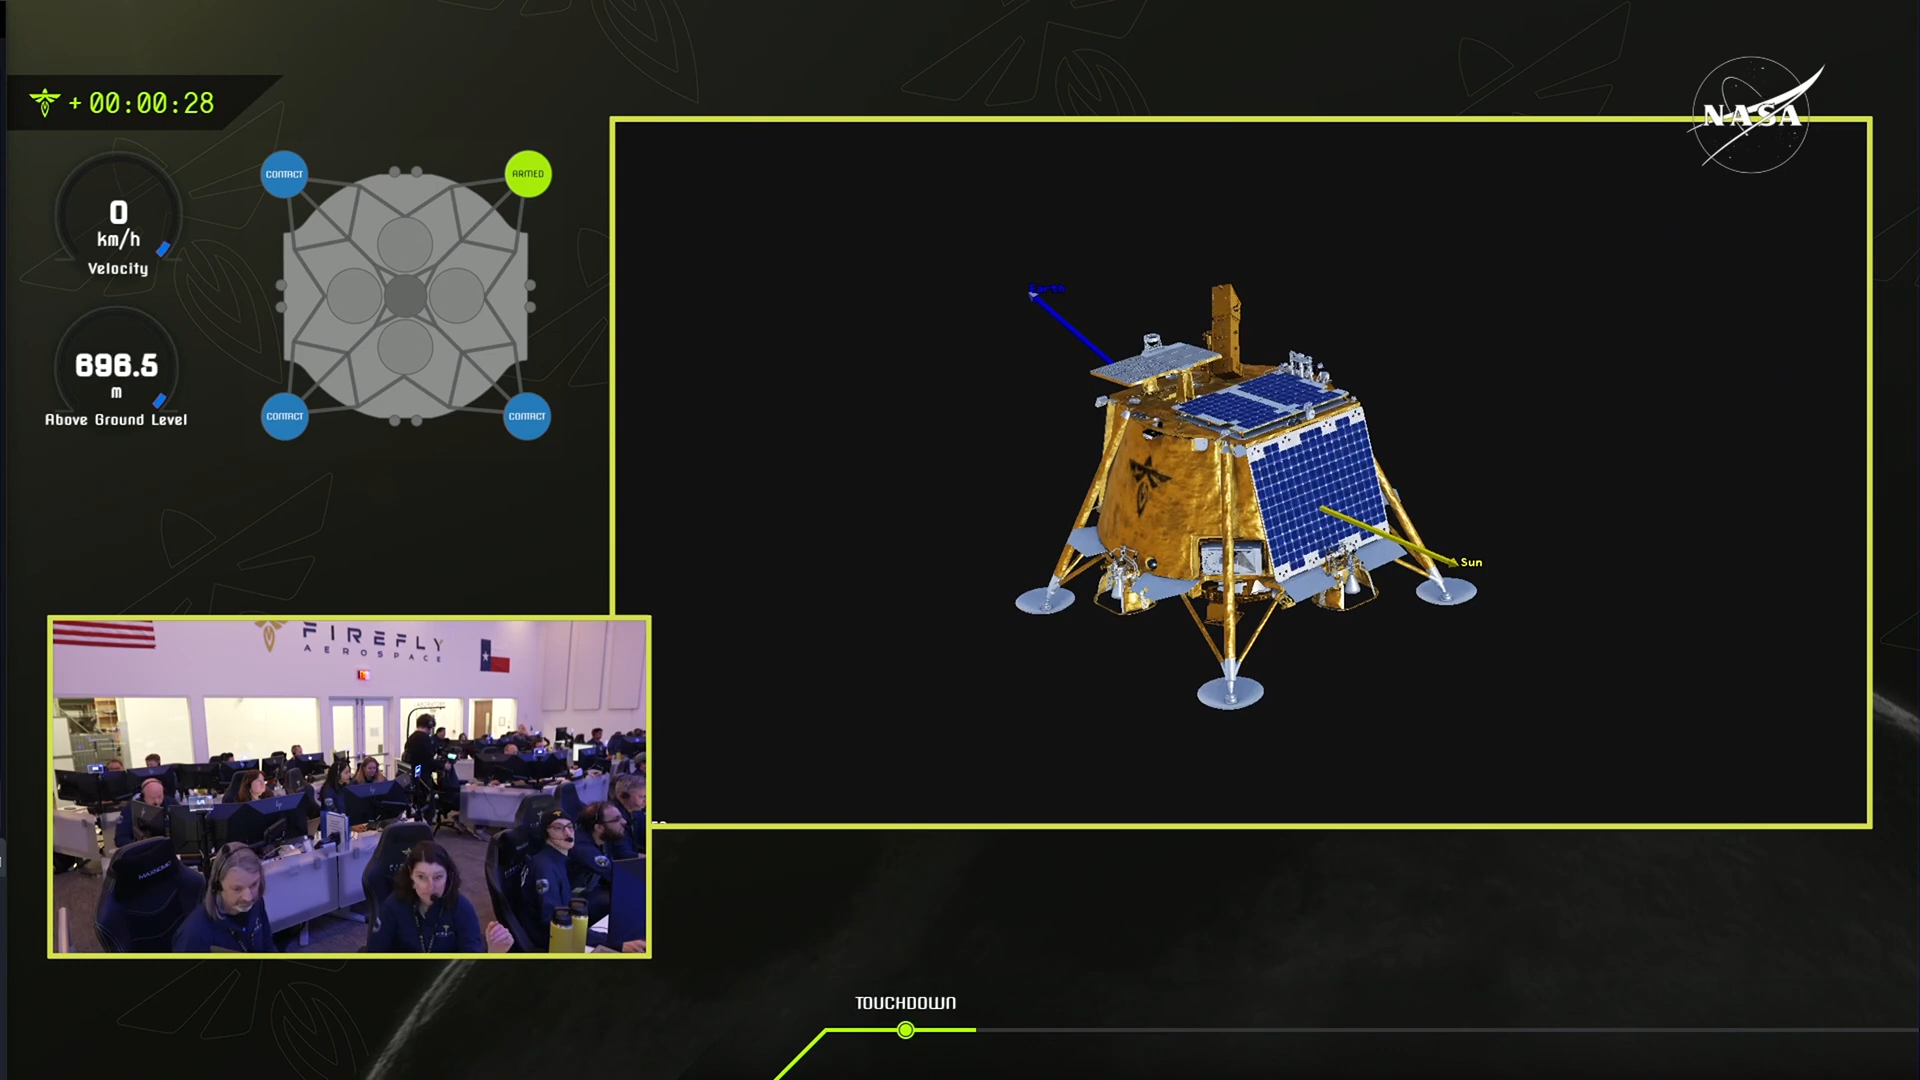 + 00:00:28
NASA
CONTACT
ARMED
0
km/h
Velocity
696.5
m
Above Ground Level
CONTACT
CONTACT
Earth
Sun
FIREFLY
AEROSPACE
TOUCHDOWN